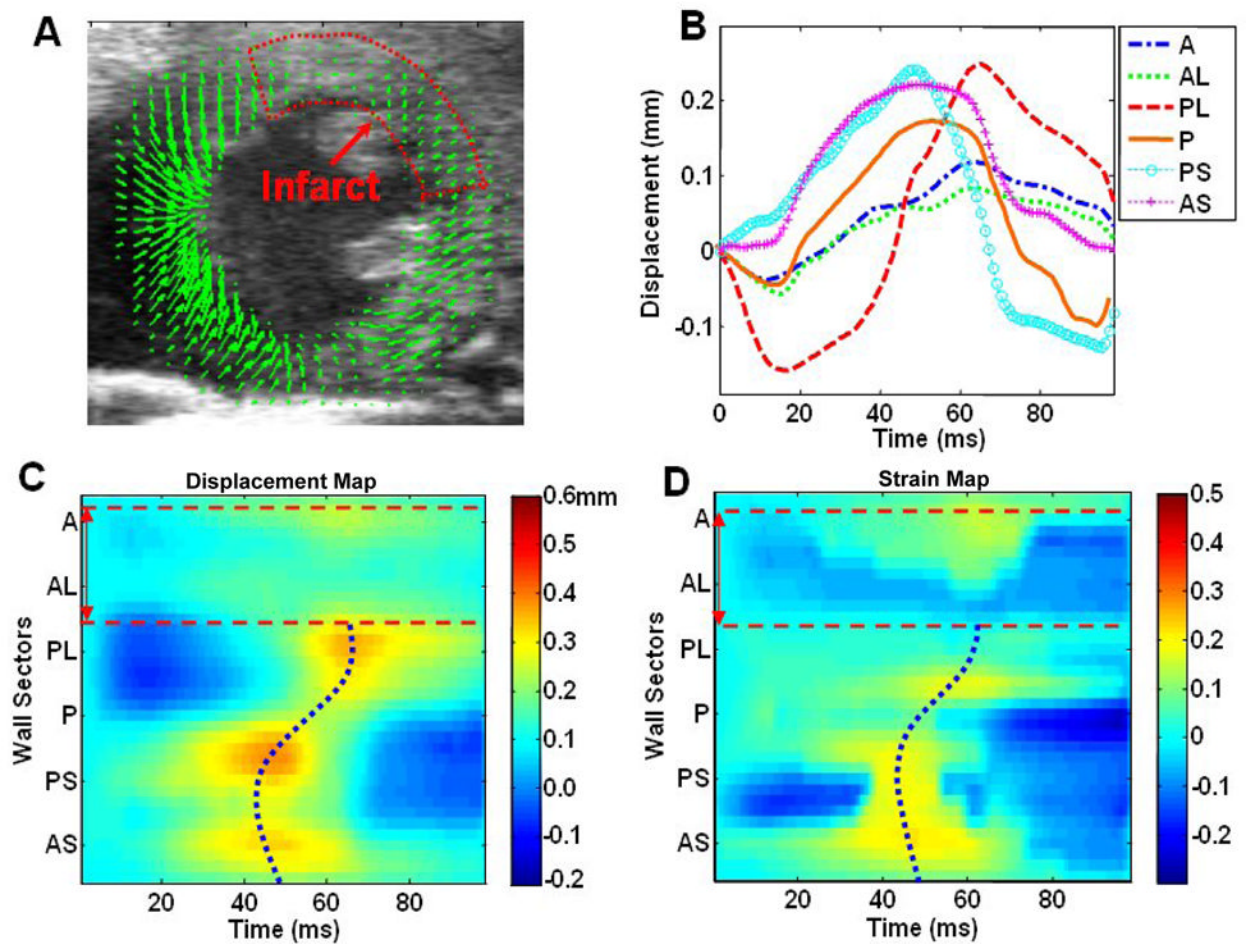 A
Infarct
B
Displacement (mm)
0.2
0.1
0
-0.1
0
20
40
60
80
Time (ms)
A
AL
PL
P
PS
AS
C
Displacement Map
Wall Sectors
A
AL
PL
P
PS
AS
20
40
60
80
Time (ms)
0.6mm
0.5
0.4
0.3
0.2
0.1
0.0
-0.1
-0.2
D
Strain Map
Wall Sectors
A
AL
PL
P
PS
AS
20
40
60
80
Time (ms)
0.5
0.4
0.3
0.2
0.1
0
-0.1
-0.2